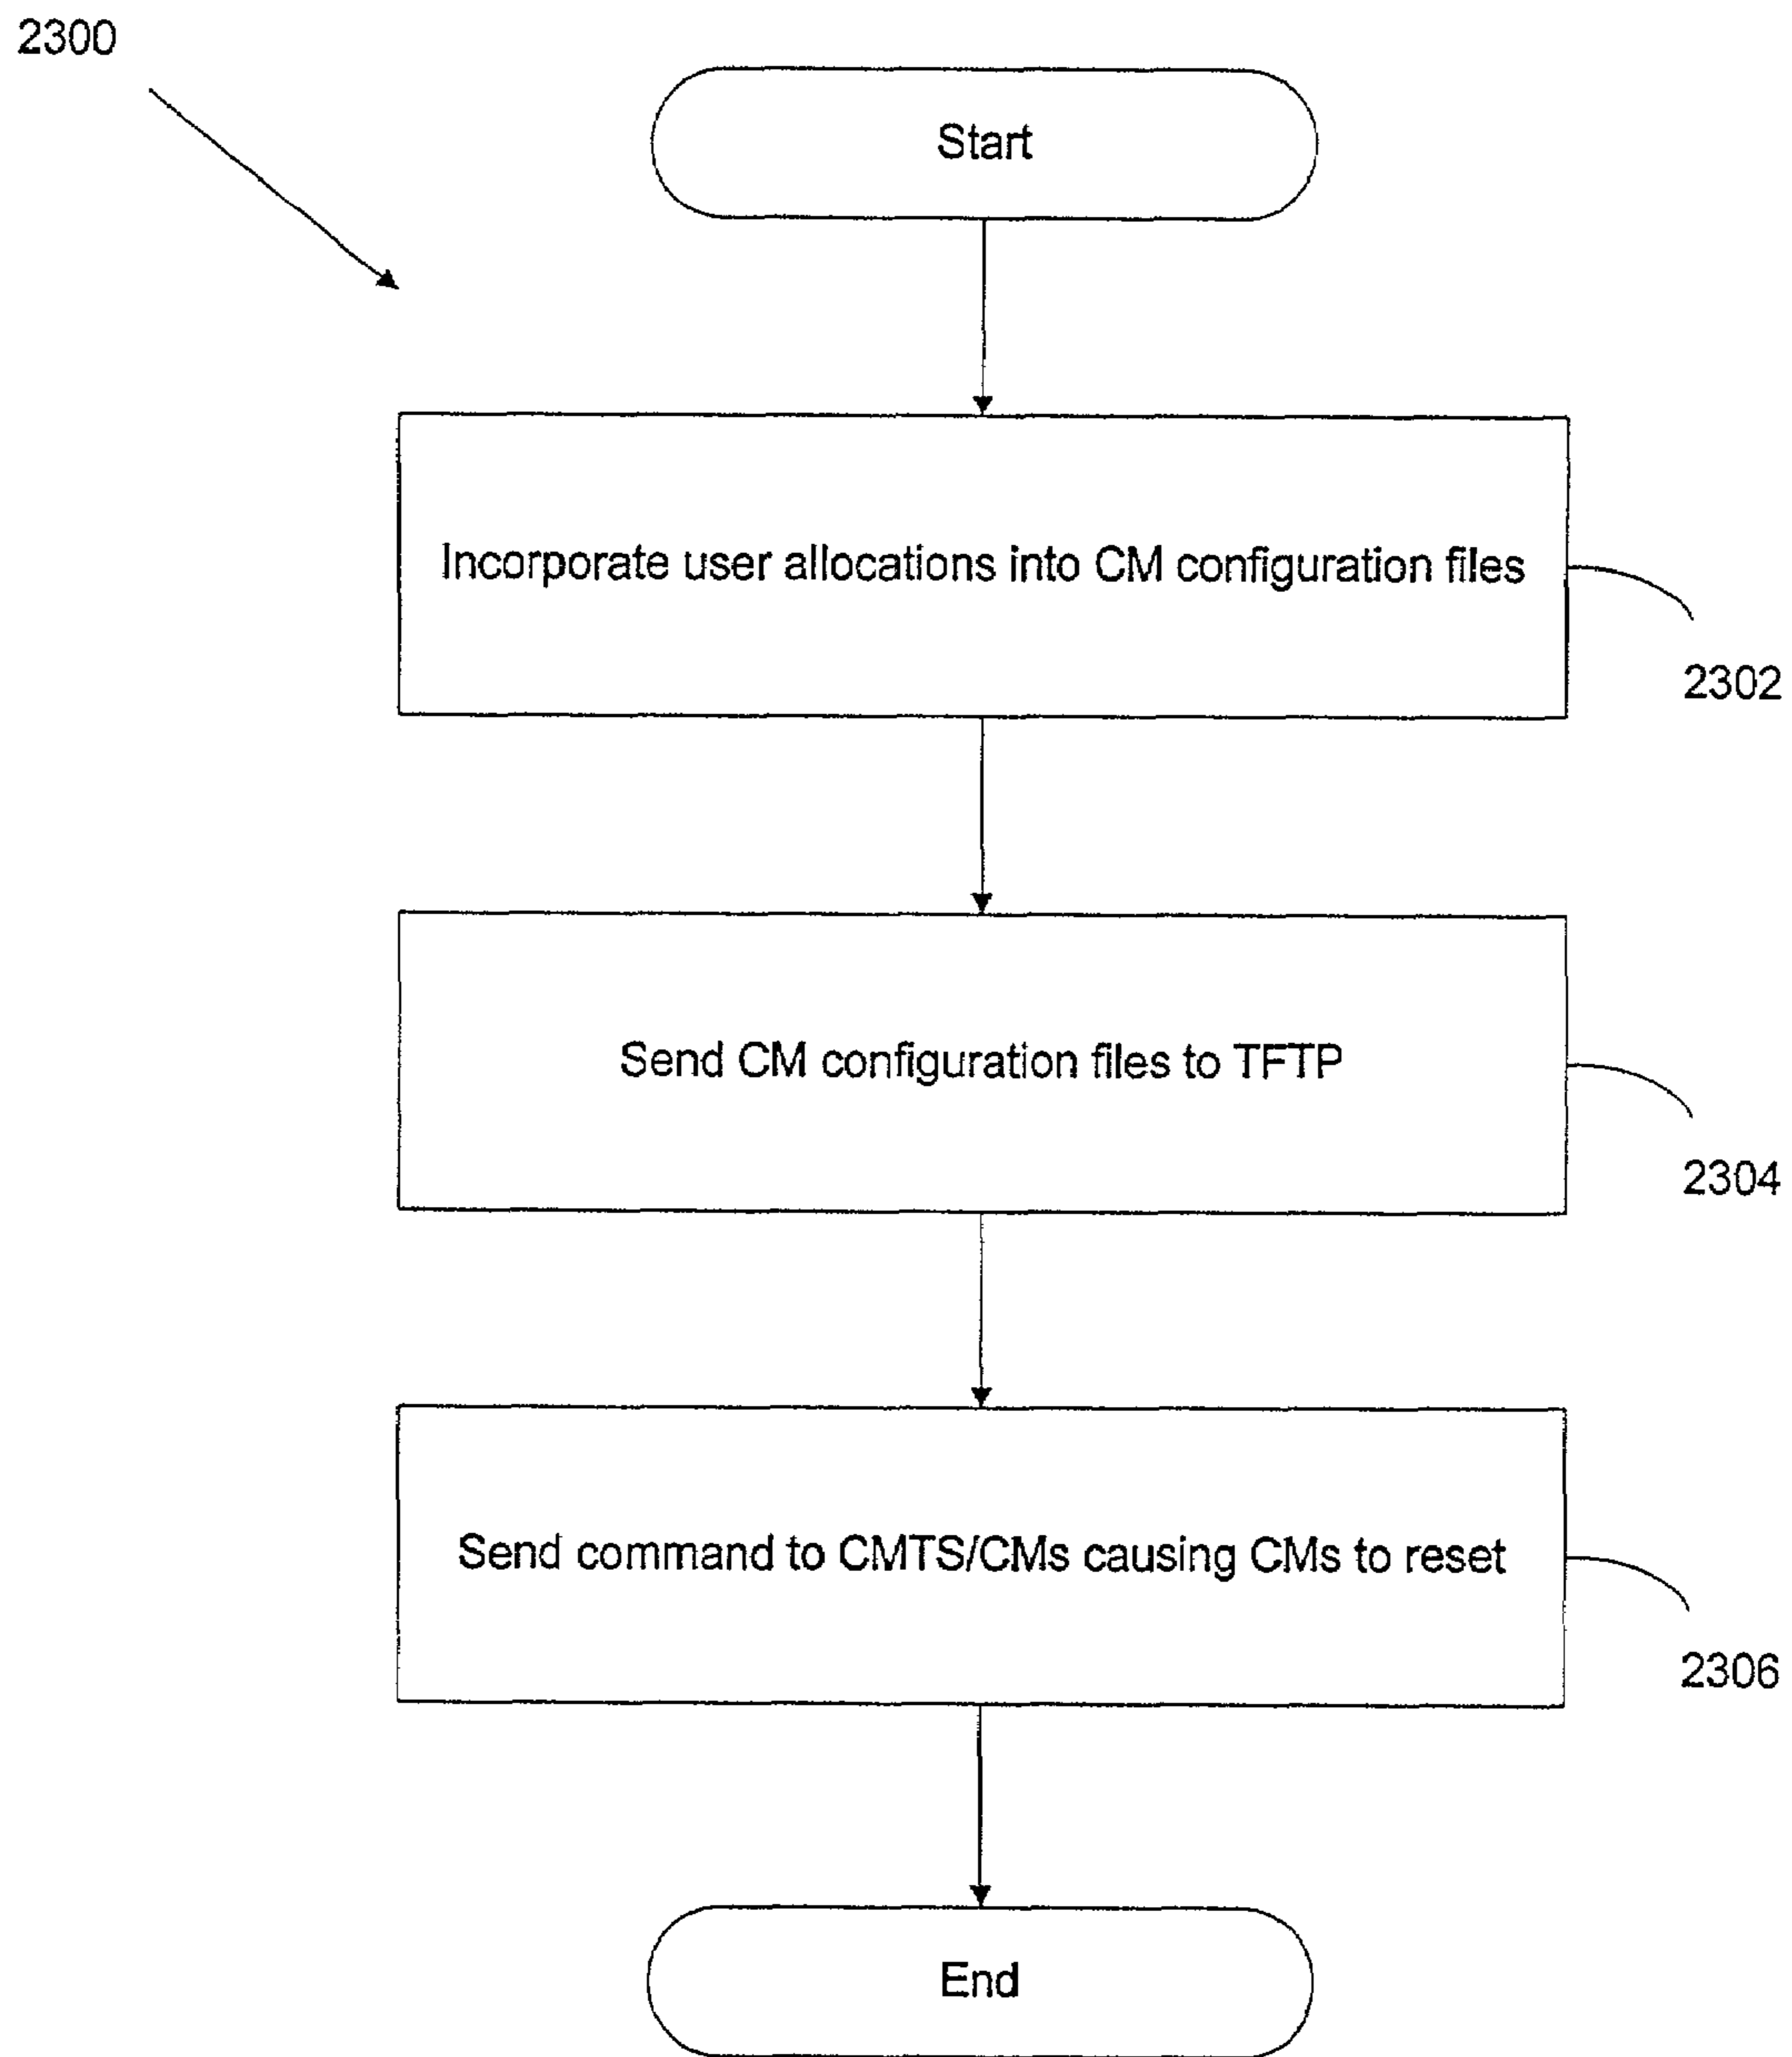 2300
Start
Incorporate user allocations into CM configuration files
2302
Send CM configuration files to TFTP
2304
Send command to CMTS/CMs causing CMs to reset
2306
End